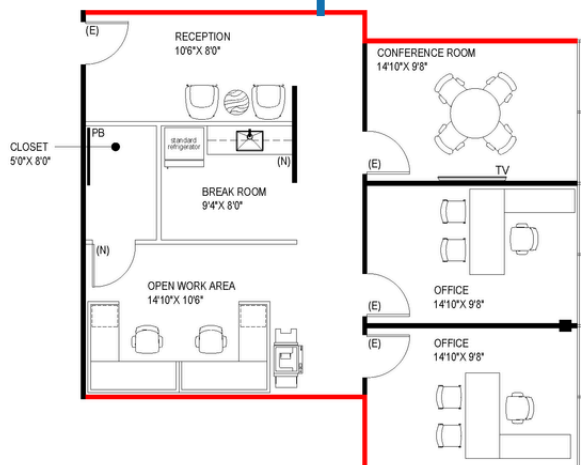 (E)
RECEPTION
10'6"X 8'0"
CONFERENCE ROOM
14'10"X 9'8"
PB
CLOSET
5'0"X 8'0"
standard
refrigerator
(N)
(E)
TV
BREAK ROOM
9'4"X 8'0"
(N)
OPEN WORK AREA
14'10"X 10'6"
OFFICE
14'10"X 9'8"
(E)
(E)
OFFICE
14'10"X 9'8"